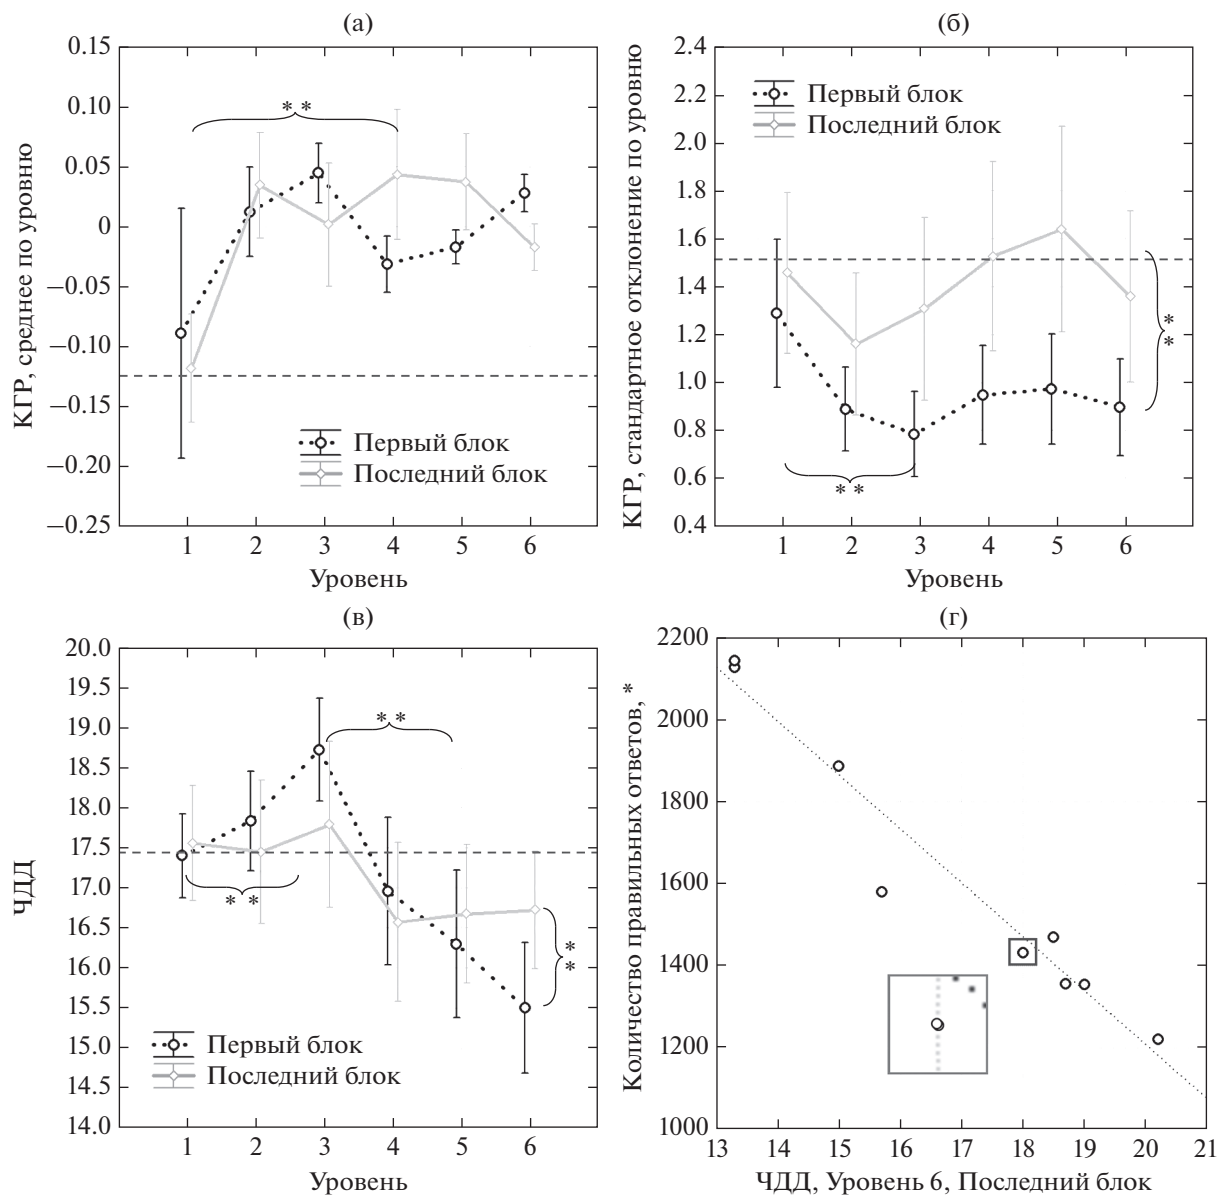 (а)
КГР, среднее по уровню
0.15
0.10
0.05
0
−0.05
−0.10
−0.15
−0.20
−0.25
* *
Первый блок
Последний блок
1 2 3 4 5 6
Уровень
(б)
КГР, стандартное отклонение по уровню
2.4
2.2
2.0
1.8
1.6
1.4
1.2
1.0
0.8
0.6
0.4
Первый блок
Последний блок
* *
* *
1 2 3 4 5 6
Уровень
(в)
ЧДД
20.0
19.5
19.0
18.5
18.0
17.5
17.0
16.5
16.0
15.5
15.0
14.5
14.0
* *
* *
* *
Первый блок
Последний блок
1 2 3 4 5 6
Уровень
(г)
Количество правильных ответов, *
2200
2000
1800
1600
1400
1200
1000
13 14 15 16 17 18 19 20 21
ЧДД, Уровень 6, Последний блок